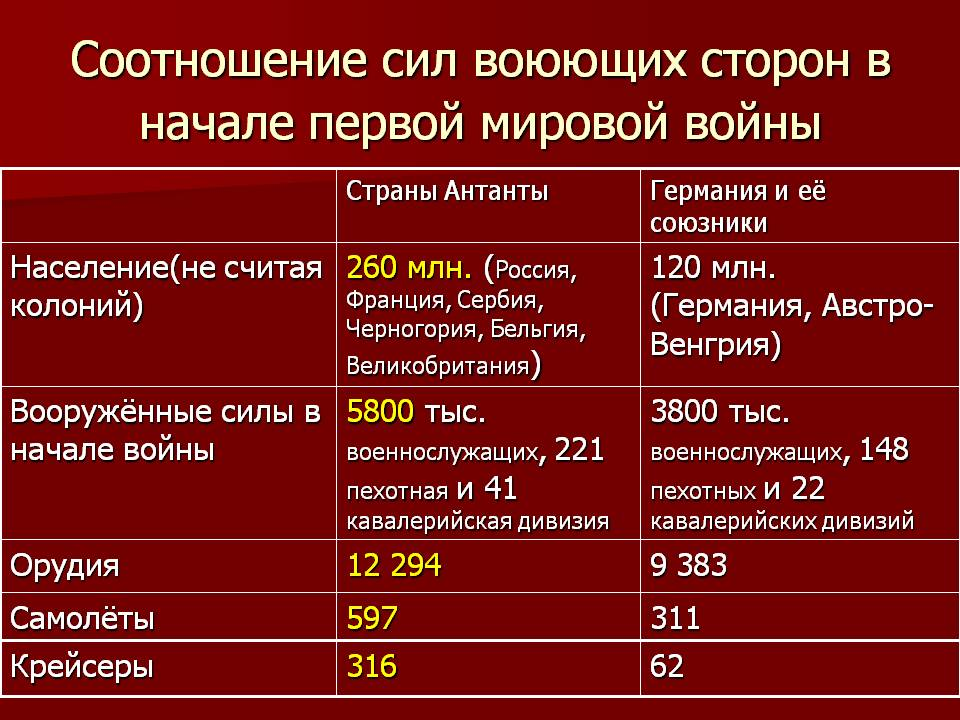 Соотношение сил воюющих сторон в
начале первой мировой войны
Страны Антанты
Германия и её
союзники
Население(не считая
колоний)
260 млн. (Россия,
Франция, Сербия,
Черногория, Бельгия,
Великобритания)
120 млн.
(Германия, Австро-
Венгрия)
Вооружённые силы в
начале войны
5800 тыс.
военнослужащих, 221
пехотная и 41
кавалерийская дивизия
3800 тыс.
военнослужащих, 148
пехотных и 22
кавалерийских дивизий
Орудия
12 294
9 383
Самолёты
597
311
Крейсеры
316
62